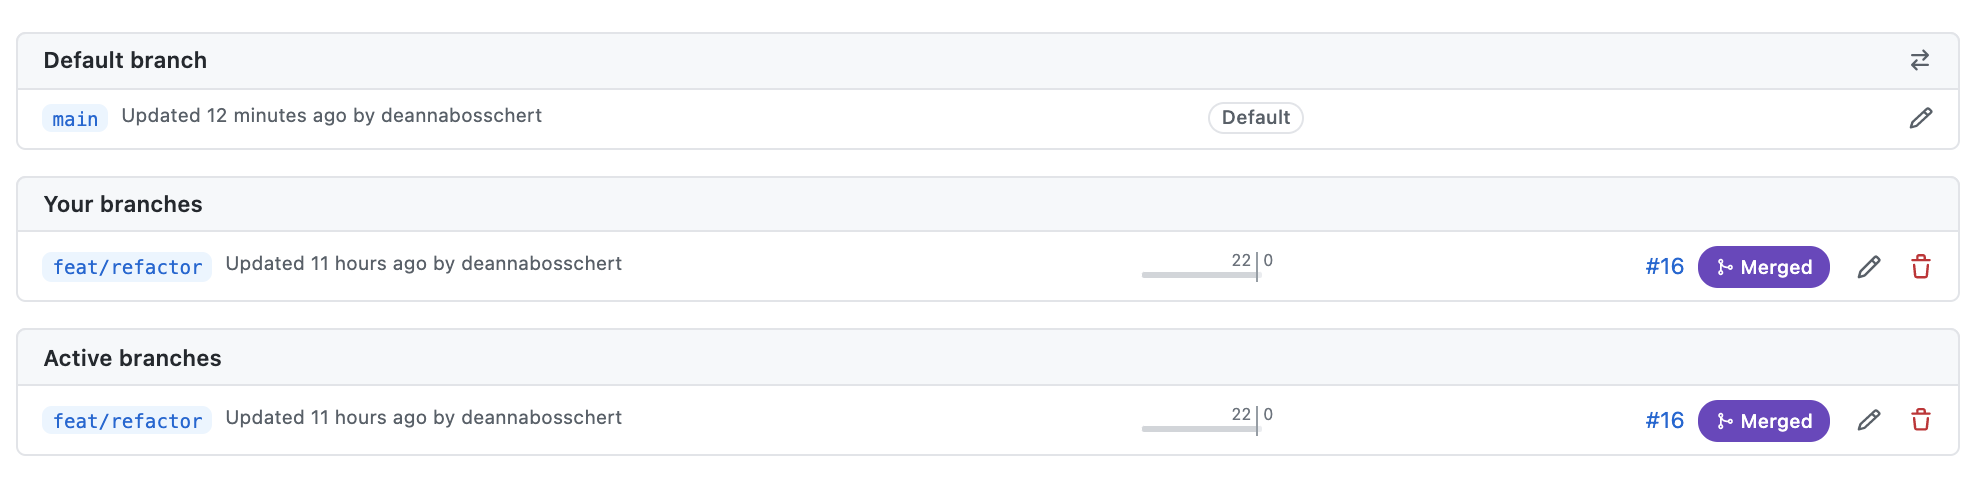 Default branch
main Updated 12 minutes ago by deannabosschert Default
Your branches
feat/refactor Updated 11 hours ago by deannabosschert 22 0 #16 Merged
Active branches
feat/refactor Updated 11 hours ago by deannabosschert 22 0 #16 Merged